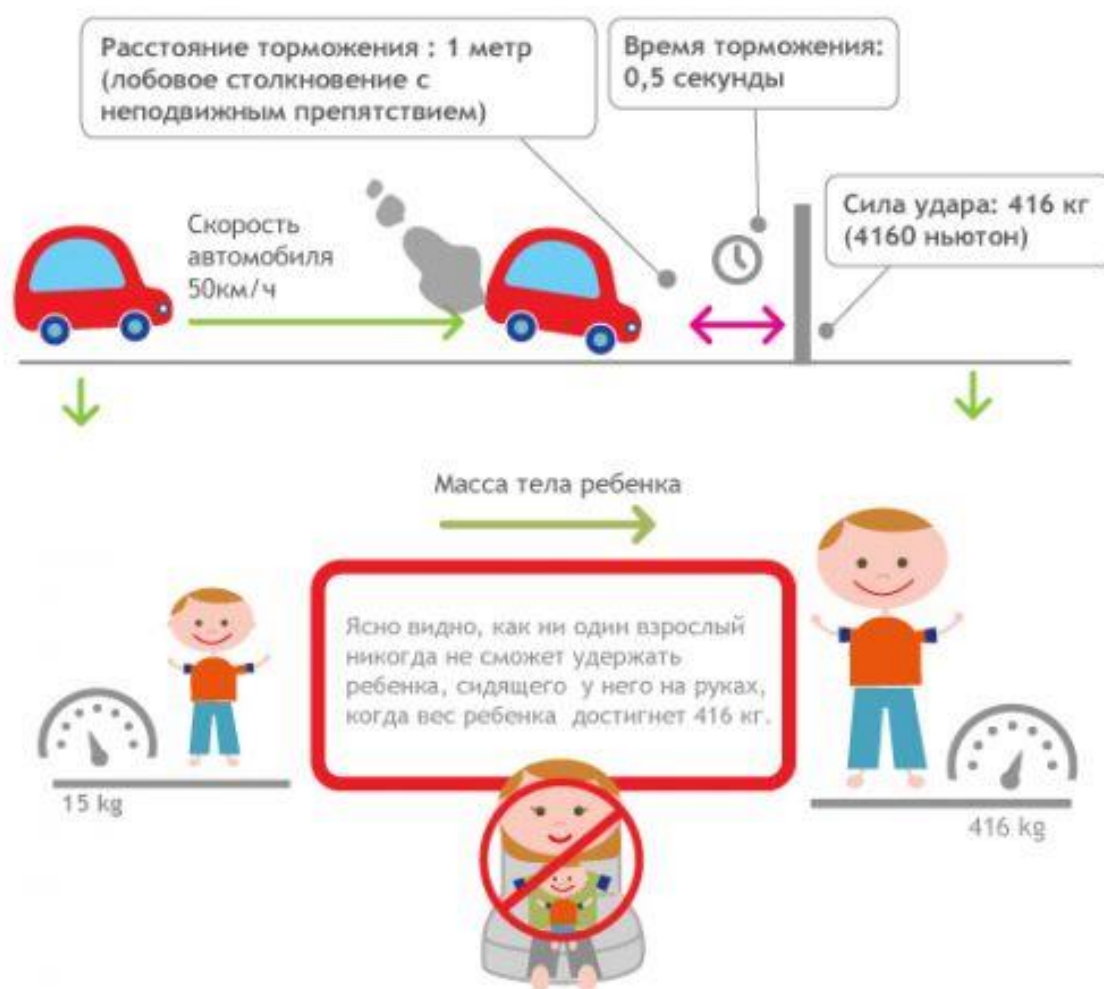 Расстояние торможения : 1 метр
(лобовое столкновение с
неподвижным препятствием)
Время торможения:
0,5 секунды
Сила удара: 416 кг
(4160 ньютон)
Скорость
автомобиля
50км/ч
Масса тела ребенка
Ясно видно, как ни один взрослый
никогда не сможет удержать
ребенка, сидящего у него на руках,
когда вес ребенка достигнет 416 кг.
15 kg
416 kg